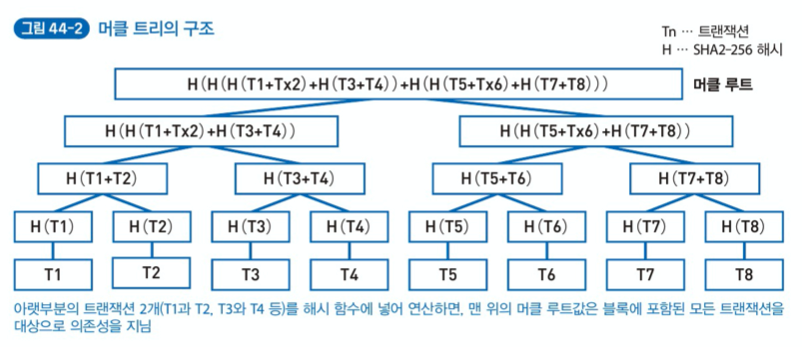 그림 44-2 머클 트리의 구조
Tn … 트랜잭션
H … SHA2-256 해시
H(H(H(T1+Tx2)+H(T3+T4))+H(H(T5+Tx6)+H(T7+T8)))
머클 루트
H(H(T1+Tx2)+H(T3+T4)) H(H(T5+Tx6)+H(T7+T8))
H(T1+T2) H(T3+T4) H(T5+T6) H(T7+T8)
H(T1) H(T2) H(T3) H(T4) H(T5) H(T6) H(T7) H(T8)
T1 T2 T3 T4 T5 T6 T7 T8
아랫부분의 트랜잭션 2개(T1과 T2, T3와 T4 등)를 해시 함수에 넣어 연산하면, 맨 위의 머클 루트값은 블록에 포함된 모든 트랜잭션을
대상으로 의존성을 지님